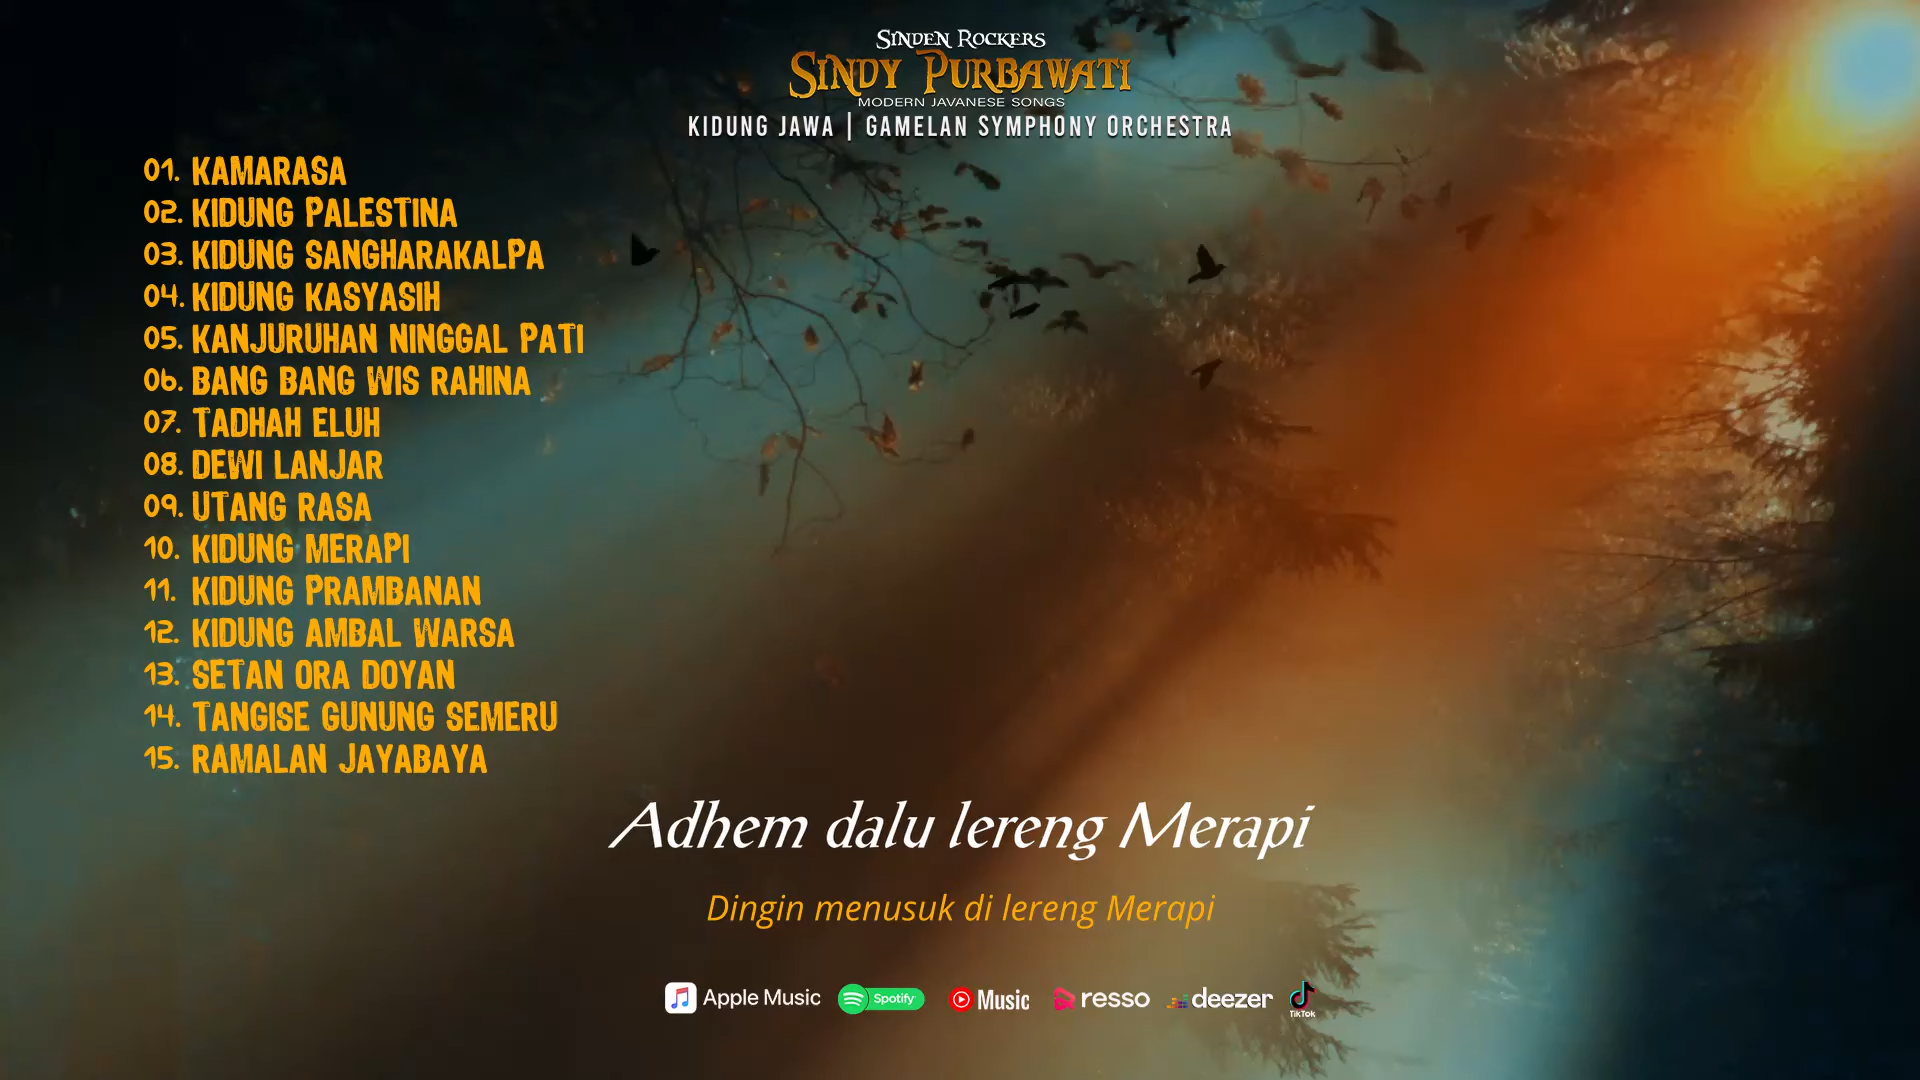 SINDEN ROCKERS
SINDY PURBAWATI
MODERN JAVANESE SONGS
KIDUNG JAWA | GAMELAN SYMPHONY ORCHESTRA
01. KAMARASA
02. KIDUNG PALESTINA
03. KIDUNG SANGHARAKALPA
04. KIDUNG KASYASIH
05. KANJURUHAN NINGGAL PATI
06. BANG BANG WIS RAHINA
07. TADHAH ELUH
08. DEWI LANJAR
09. UTANG RASA
10. KIDUNG MERAPI
11. KIDUNG PRAMBANAN
12. KIDUNG AMBAL WARSA
13. SETAN ORA DOYAN
14. TANGISE GUNUNG SEMERU
15. RAMALAN JAYABAYA
Adhem dalu lereng Merapi
Dingin menusuk di lereng Merapi
Apple Music Spotify Music resso deezer TikTok